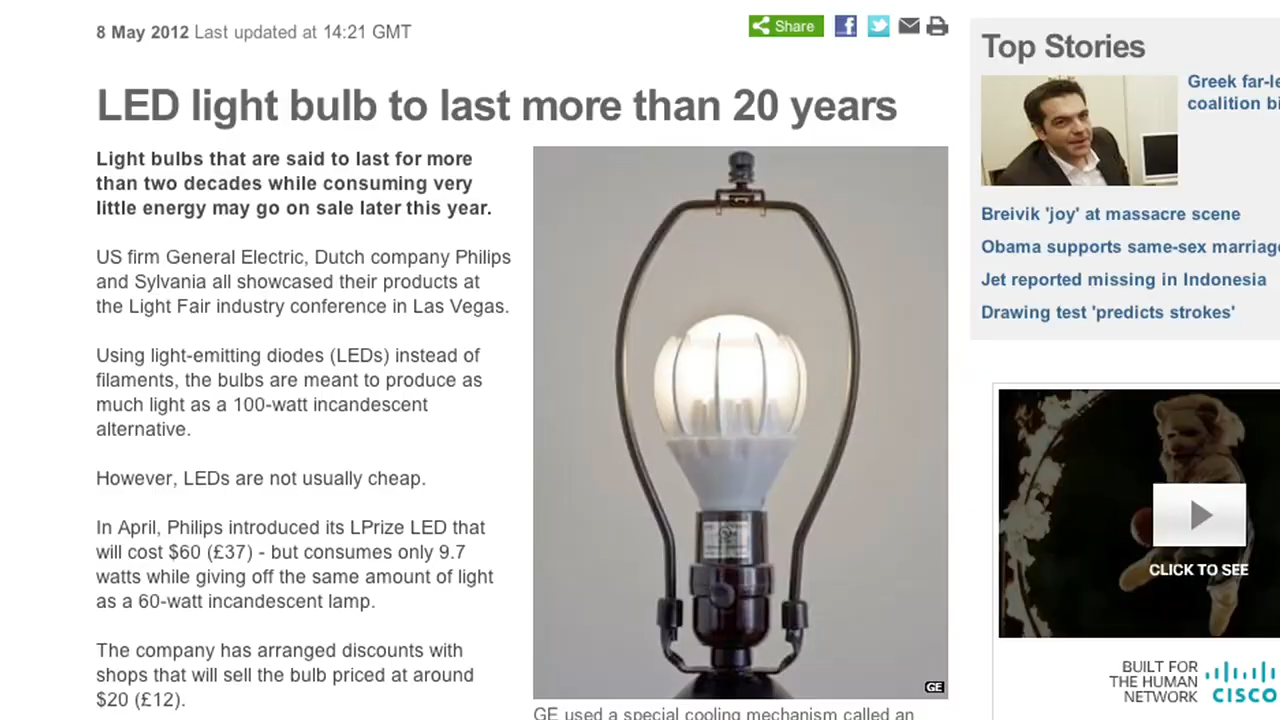 8 May 2012 Last updated at 14:21 GMT
Share
LED light bulb to last more than 20 years
Light bulbs that are said to last for more
than two decades while consuming very
little energy may go on sale later this year.
US firm General Electric, Dutch company Philips
and Sylvania all showcased their products at
the Light Fair industry conference in Las Vegas.
Using light-emitting diodes (LEDs) instead of
filaments, the bulbs are meant to produce as
much light as a 100-watt incandescent
alternative.
However, LEDs are not usually cheap.
In April, Philips introduced its LPrize LED that
will cost $60 (£37) - but consumes only 9.7
watts while giving off the same amount of light
as a 60-watt incandescent lamp.
The company has arranged discounts with
shops that will sell the bulb priced at around
$20 (£12).
GE
GE used a special cooling mechanism called an
Top Stories
Greek far-le
coalition bi
Breivik 'joy' at massacre scene
Obama supports same-sex marriage
Jet reported missing in Indonesia
Drawing test 'predicts strokes'
CLICK TO SEE
BUILT FOR
THE HUMAN
NETWORK
CISCO